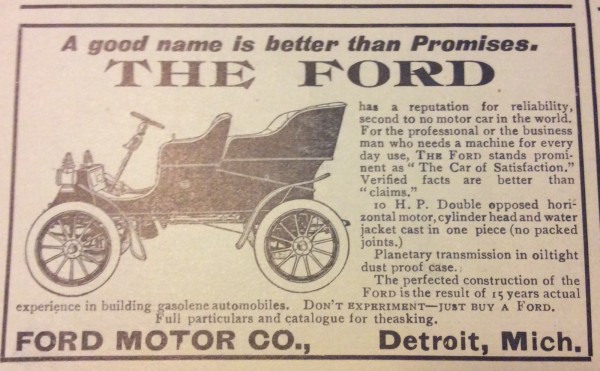 A good name is better than Promises.
THE FORD
has a reputation for reliability,
second to no motor car in the world.
For the professional or the business
man who needs a machine for every
day use, THE FORD stands promi-
nent as "The Car of Satisfaction."
Verified facts are better than
"claims."
10 H. P. Double opposed hori-
zontal motor, cylinder head and water
jacket cast in one piece (no packed
joints.)
Planetary transmission in oiltight
dust proof case.
The perfected construction of the
FORD is the result of 15 years actual
experience in building gasolene automobiles. DON'T EXPERIMENT—JUST BUY A FORD.
Full particulars and catalogue for theasking.
FORD MOTOR CO., Detroit, Mich.